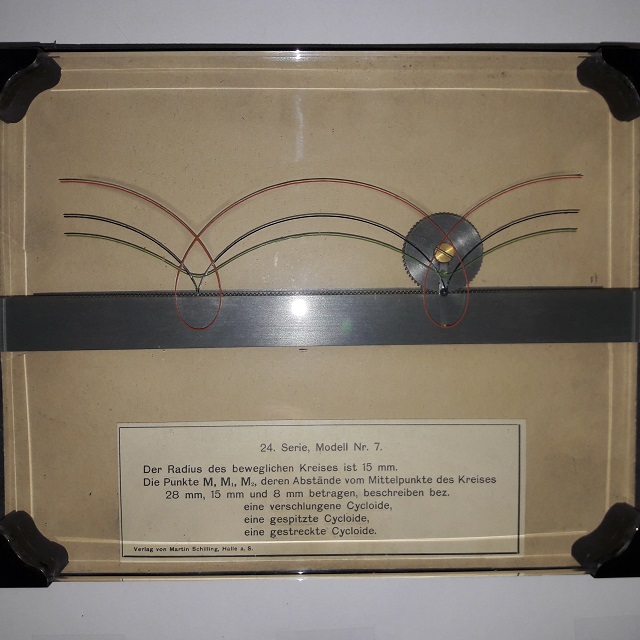 24. Serie, Modell Nr. 7.
Der Radius des beweglichen Kreises ist 15 mm.
Die Punkte M, M₁, M₂, deren Abstände vom Mittelpunkte des Kreises
28 mm, 15 mm und 8 mm betragen, beschreiben bez.
eine verschlungene Cycloide,
eine gespitzte Cycloide,
eine gestreckte Cycloide.
Verlag von Martin Schilling, Halle a. S.